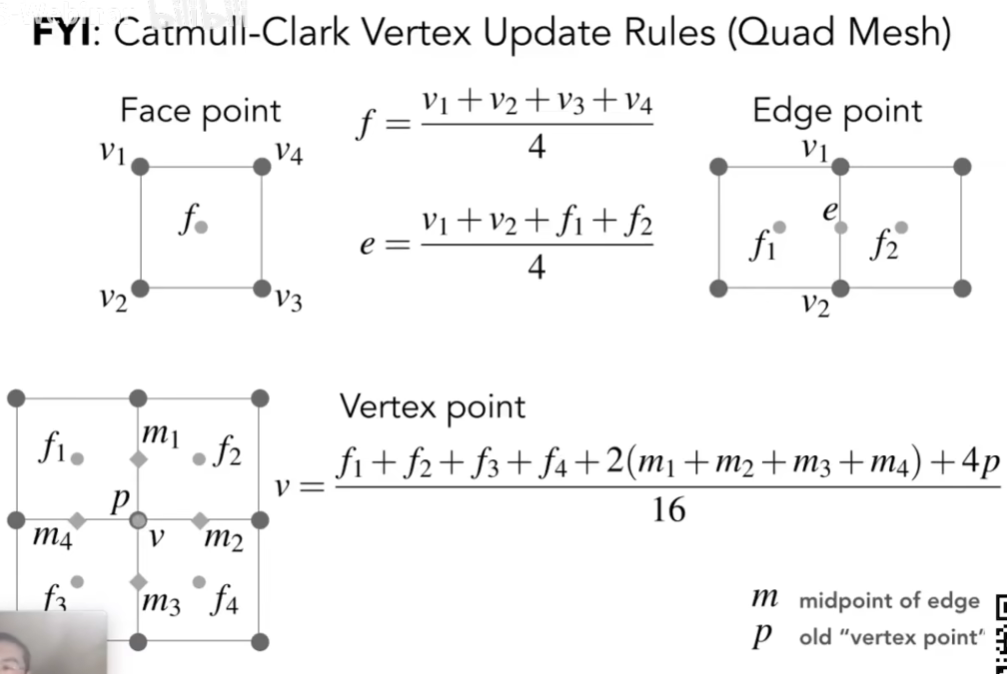 bilibili
FYI: Catmull-Clark Vertex Update Rules (Quad Mesh)
Face point
f = (v₁ + v₂ + v₃ + v₄) / 4
Edge point
v₁
v₄
v₁
f
e = (v₁ + v₂ + f₁ + f₂) / 4
e
f₁
f₂
v₂
v₃
v₂
Vertex point
f₁
m₁
f₂
v = (f₁ + f₂ + f₃ + f₄ + 2(m₁ + m₂ + m₃ + m₄) + 4p) / 16
p
m₄
v
m₂
f₃
m₃
f₄
m midpoint of edge
p old “vertex point”